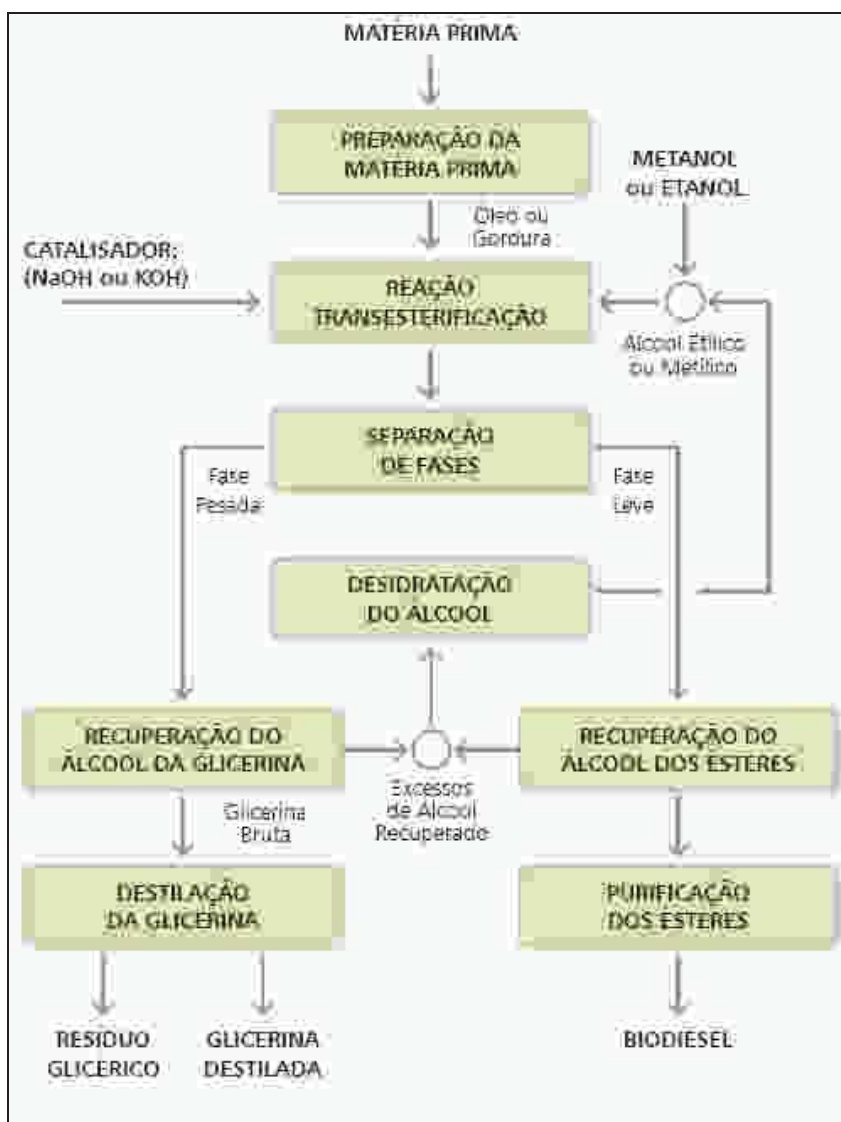 MATÉRIA PRIMA
PREPARAÇÃO DA
MATÉRIA PRIMA
METANOL
ou ETANOL
Óleo ou
Gordura
CATALISADOR:
(NaOH ou KOH)
REAÇÃO
TRANSESTERIFICAÇÃO
Álcool Etílico
ou Metílico
SEPARAÇÃO
DE FASES
Fase
Pesada
Fase
Leve
DESIDRATAÇÃO
DO ÁLCOOL
RECUPERAÇÃO DO
ÁLCOOL DA GLICERINA
RECUPERAÇÃO DO
ÁLCOOL DOS ESTERES
Excessos
de Álcool
Recuperado
Glicerina
Bruta
DESTILAÇÃO
DA GLICERINA
PURIFICAÇÃO
DOS ESTERES
RESÍDUO
GLICÉRICO
GLICERINA
DESTILADA
BIODIESEL